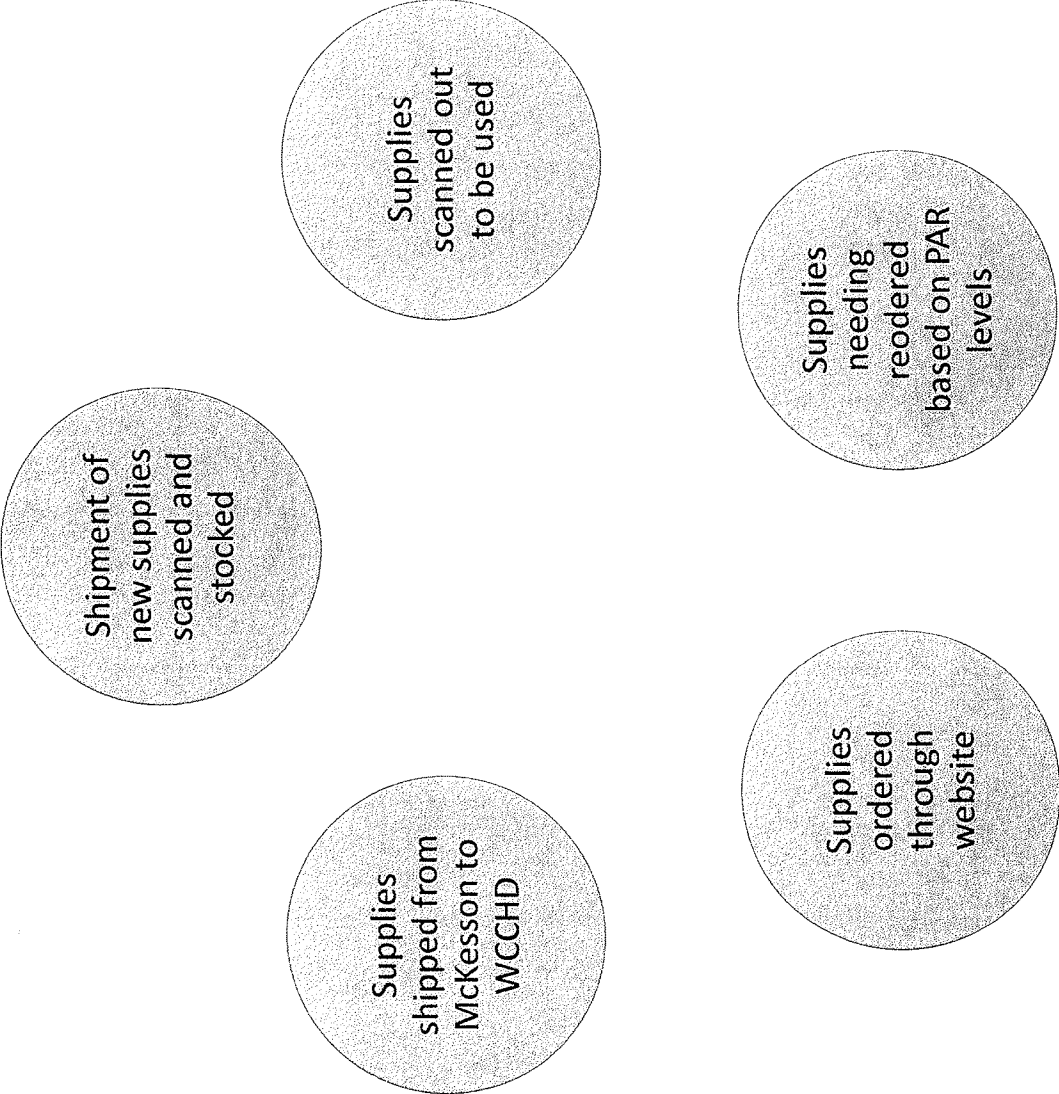 Shipment of
new supplies
scanned and
stocked
Supplies
scanned out
to be used
Supplies
needing
reodered
based on PAR
levels
Supplies
ordered
through
website
Supplies
shipped from
McKesson to
WCCHD